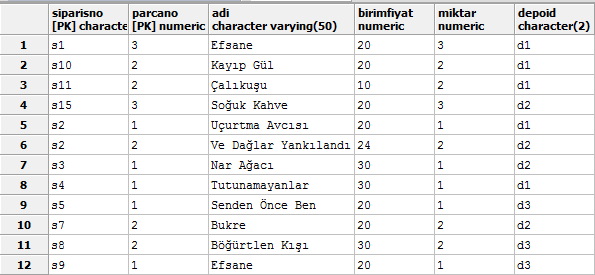 siparisno parcano adi birimfiyat miktar depoid
[PK] characte [PK] numeric character varying(50) numeric numeric character(2)
1 s1 3 Efsane 20 3 d1
2 s10 2 Kayıp Gül 20 2 d1
3 s11 2 Çalıkuşu 10 2 d1
4 s15 3 Soğuk Kahve 20 3 d2
5 s2 1 Uçurtma Avcısı 20 1 d1
6 s2 2 Ve Dağlar Yankılandı 24 2 d2
7 s3 1 Nar Ağacı 30 1 d2
8 s4 1 Tutunamayanlar 30 1 d1
9 s5 1 Senden Önce Ben 20 1 d3
10 s7 2 Bukre 20 2 d2
11 s8 2 Böğürtlen Kışı 30 2 d3
12 s9 1 Efsane 20 1 d3